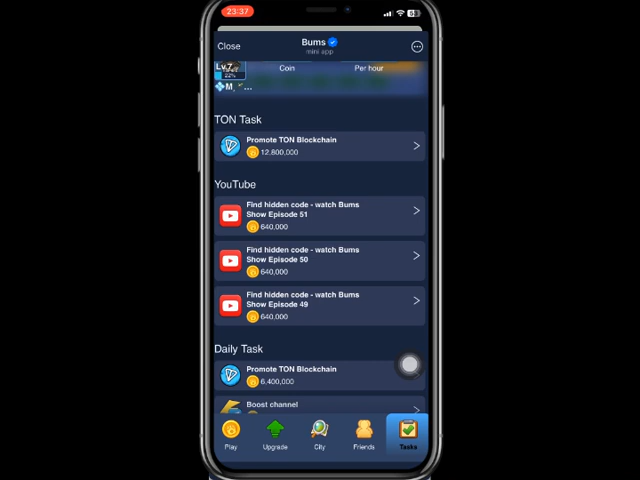 23:37
Close
Bums
mini app
Lv.7
Coin
Per hour
TON Task
Promote TON Blockchain
12,800,000
YouTube
Find hidden code - watch Bums
Show Episode 51
640,000
Find hidden code - watch Bums
Show Episode 50
640,000
Find hidden code - watch Bums
Show Episode 49
640,000
Daily Task
Promote TON Blockchain
6,400,000
Boost channel
Play
Upgrade
City
Friends
Tasks